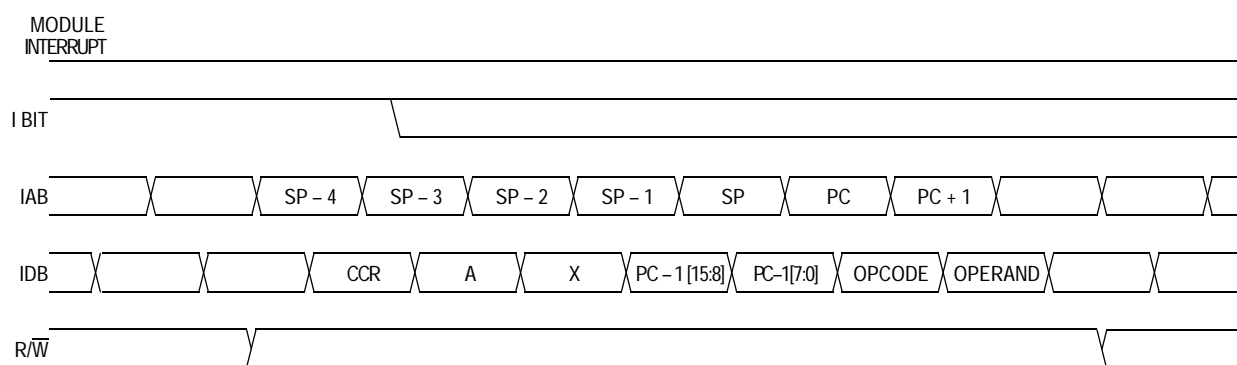 MODULE
INTERRUPT
I BIT
IAB SP – 4 SP – 3 SP – 2 SP – 1 SP PC PC + 1
IDB CCR A X PC – 1 [15:8] PC–1[7:0] OPCODE OPERAND
R/W̅